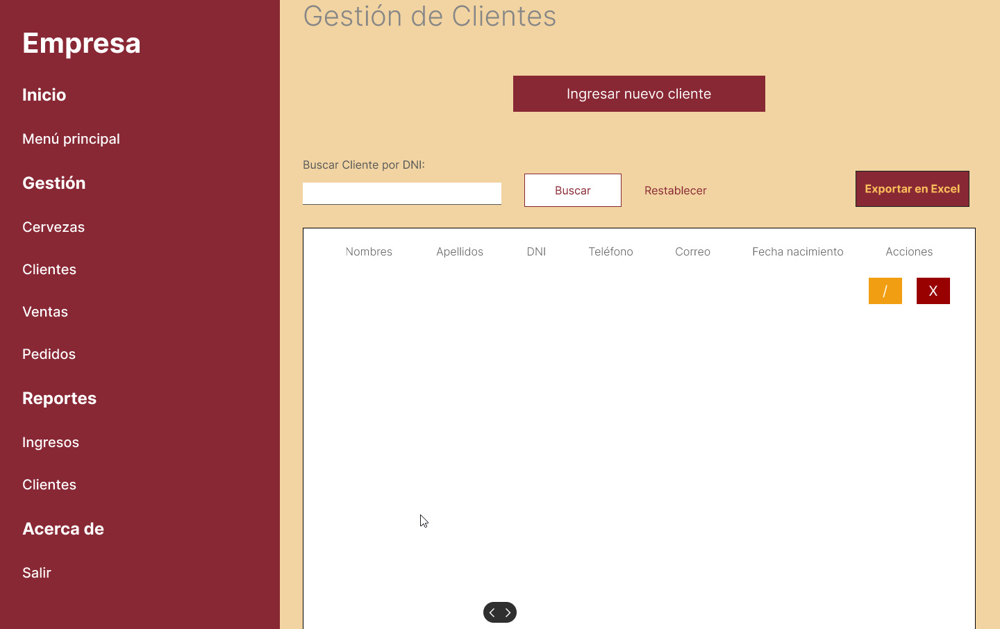 Empresa
Inicio
Menú principal
Gestión
Cervezas
Clientes
Ventas
Pedidos
Reportes
Ingresos
Clientes
Acerca de
Salir
Gestión de Clientes
Ingresar nuevo cliente
Buscar Cliente por DNI:
Buscar
Restablecer
Exportar en Excel
Nombres Apellidos DNI Teléfono Correo Fecha nacimiento Acciones
/ X